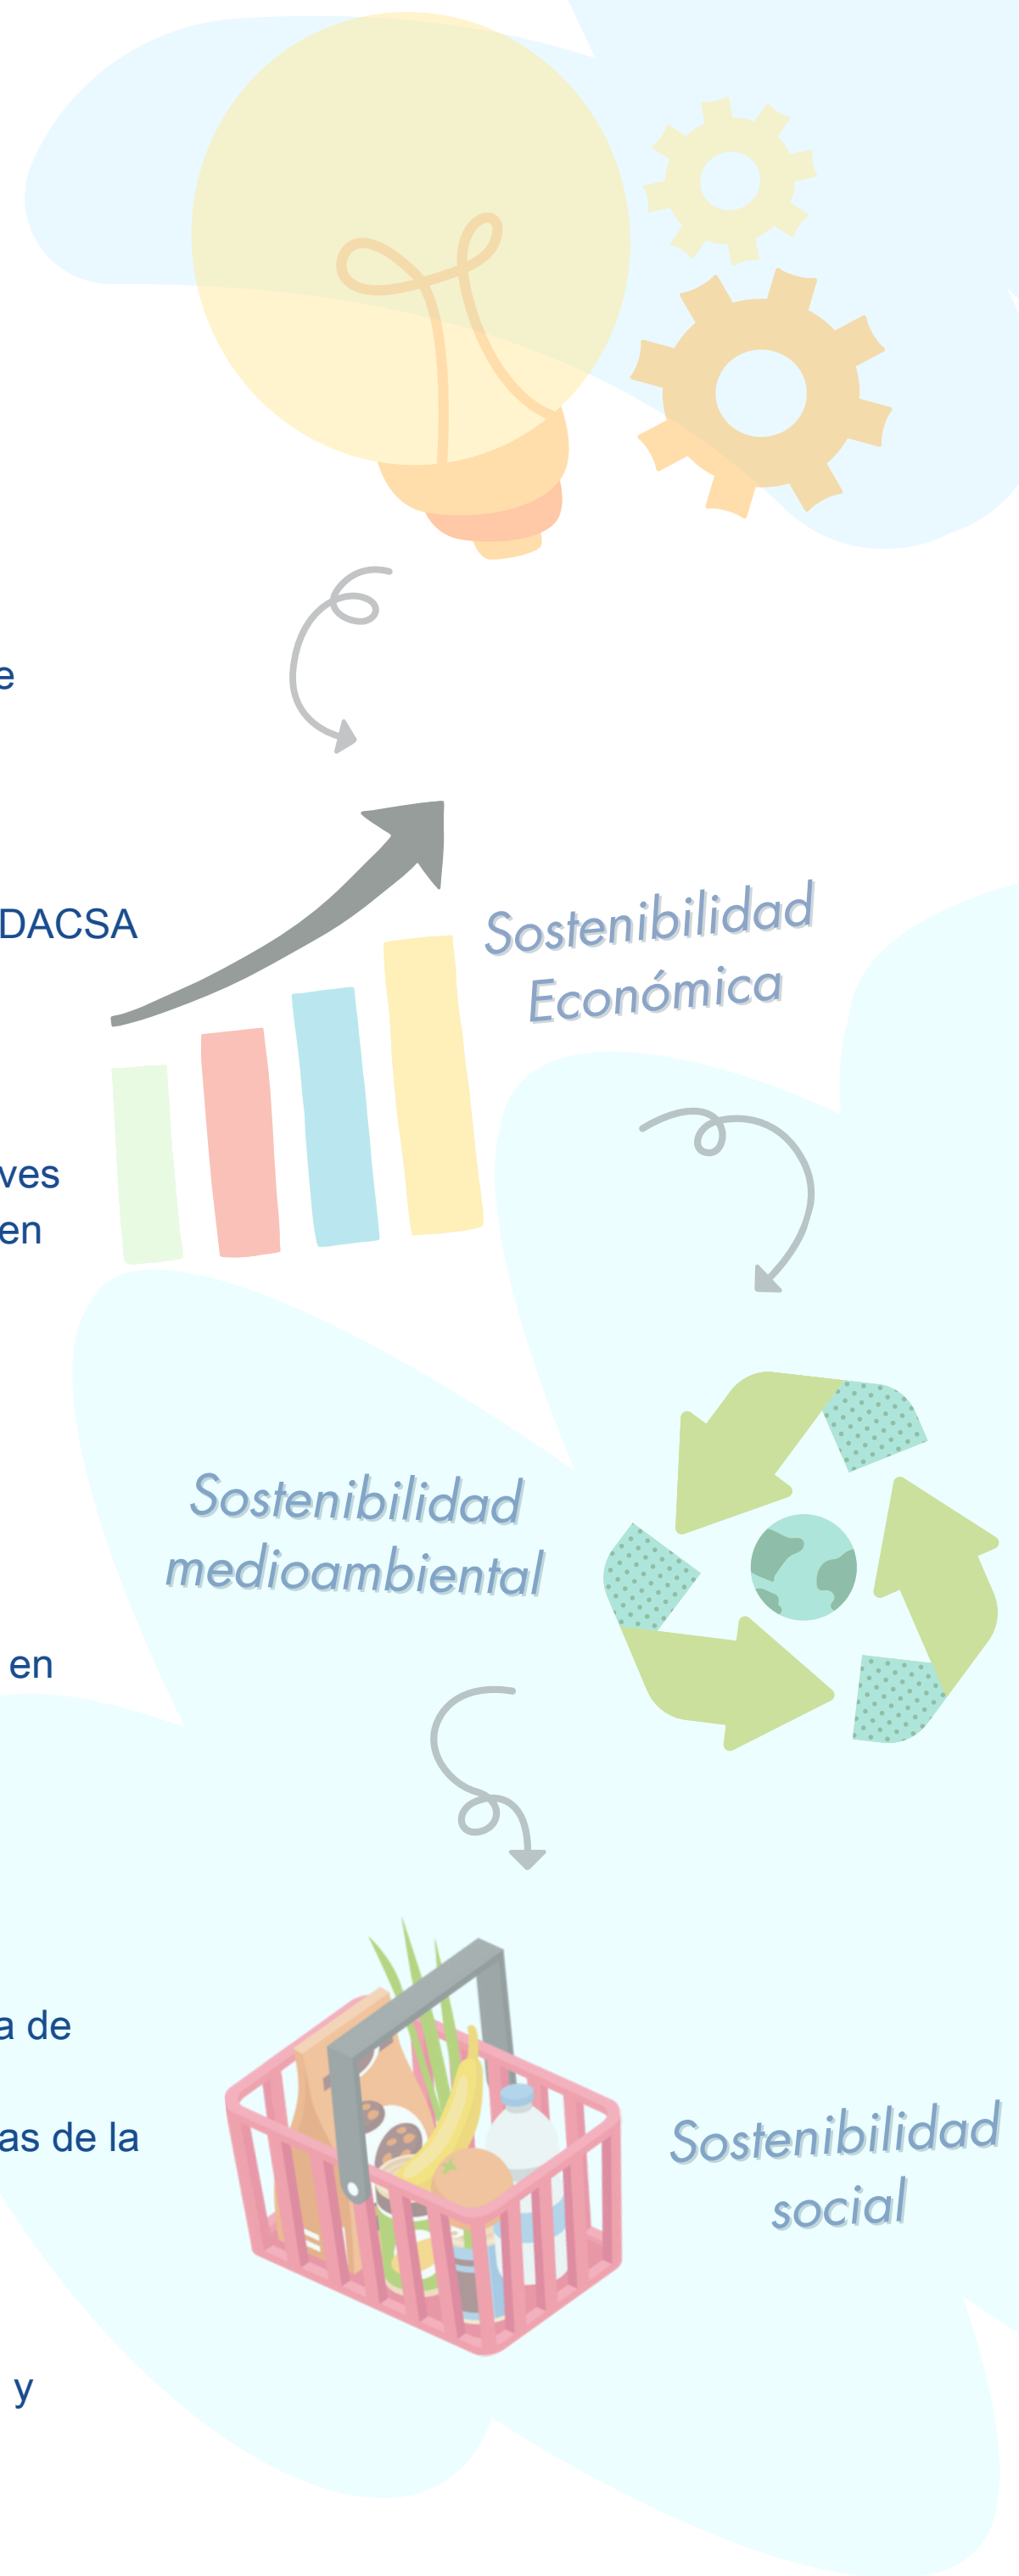 e
DACSA
Sostenibilidad
Económica
ves
en
Sostenibilidad
medioambiental
en
a de
as de la
Sostenibilidad
social
y